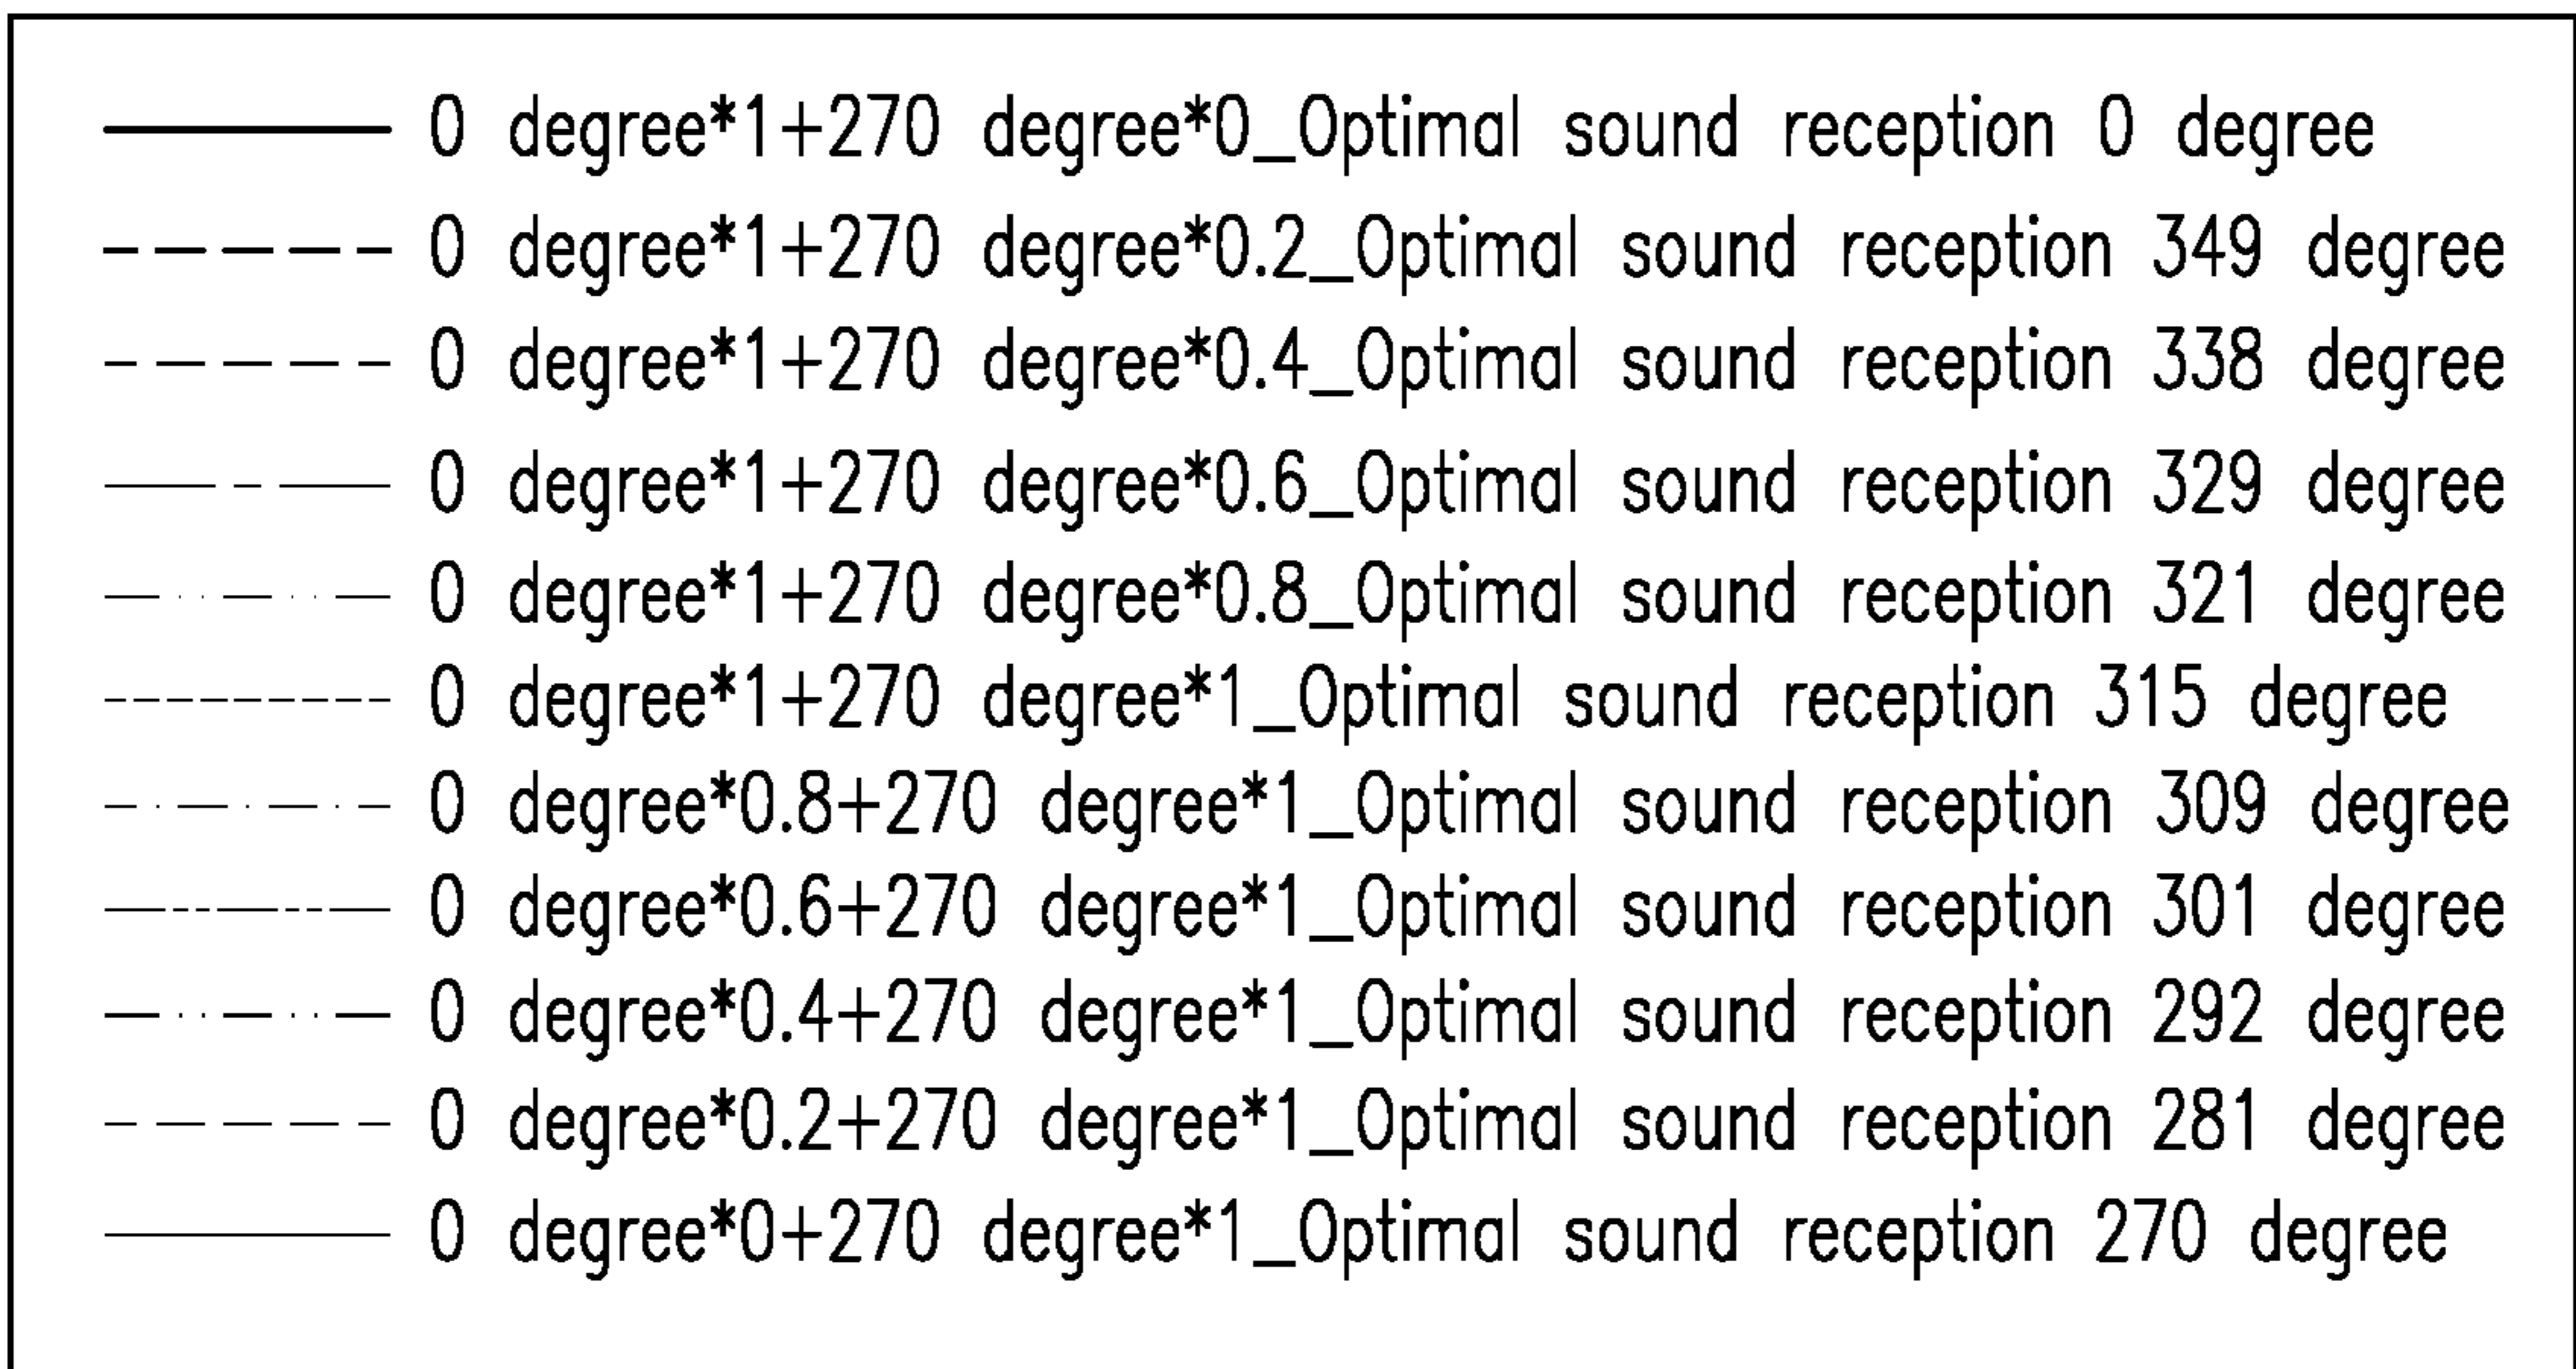 0 degree*1+270 degree*0_Optimal sound reception 0 degree
0 degree*1+270 degree*0.2_Optimal sound reception 349 degree
0 degree*1+270 degree*0.4_Optimal sound reception 338 degree
0 degree*1+270 degree*0.6_Optimal sound reception 329 degree
0 degree*1+270 degree*0.8_Optimal sound reception 321 degree
0 degree*1+270 degree*1_Optimal sound reception 315 degree
0 degree*0.8+270 degree*1_Optimal sound reception 309 degree
0 degree*0.6+270 degree*1_Optimal sound reception 301 degree
0 degree*0.4+270 degree*1_Optimal sound reception 292 degree
0 degree*0.2+270 degree*1_Optimal sound reception 281 degree
0 degree*0+270 degree*1_Optimal sound reception 270 degree